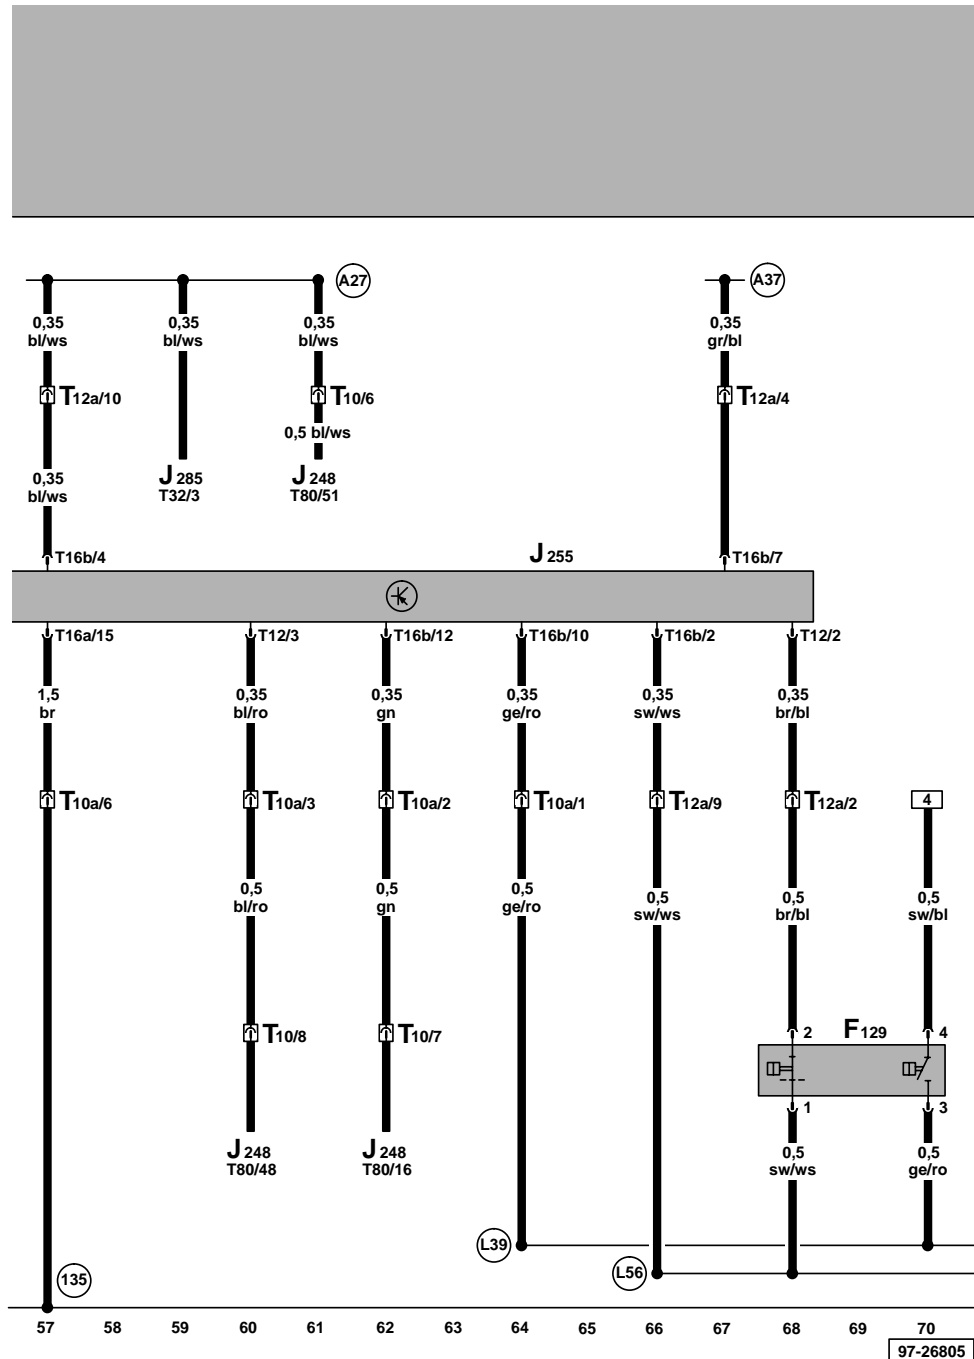 A27 A37
0,35 0,35 0,35 0,35
bl/ws bl/ws bl/ws gr/bl
T12a/10 T10/6 T12a/4
0,5 bl/ws
0,35 J 285 J 248
bl/ws T32/3 T80/51
T16b/4 J 255 T16b/7
T16a/15 T12/3 T16b/12 T16b/10 T16b/2 T12/2
1,5 0,35 0,35 0,35 0,35 0,35
br bl/ro gn ge/ro sw/ws br/bl
T10a/6 T10a/3 T10a/2 T10a/1 T12a/9 T12a/2 4
0,5 0,5 0,5 0,5 0,5 0,5
bl/ro gn ge/ro sw/ws br/bl sw/bl
T10/8 T10/7 2 F129 4
1 3
J 248 J 248 0,5 0,5
T80/48 T80/16 sw/ws ge/ro
L39
135 L56
57 58 59 60 61 62 63 64 65 66 67 68 69 70
97-26805